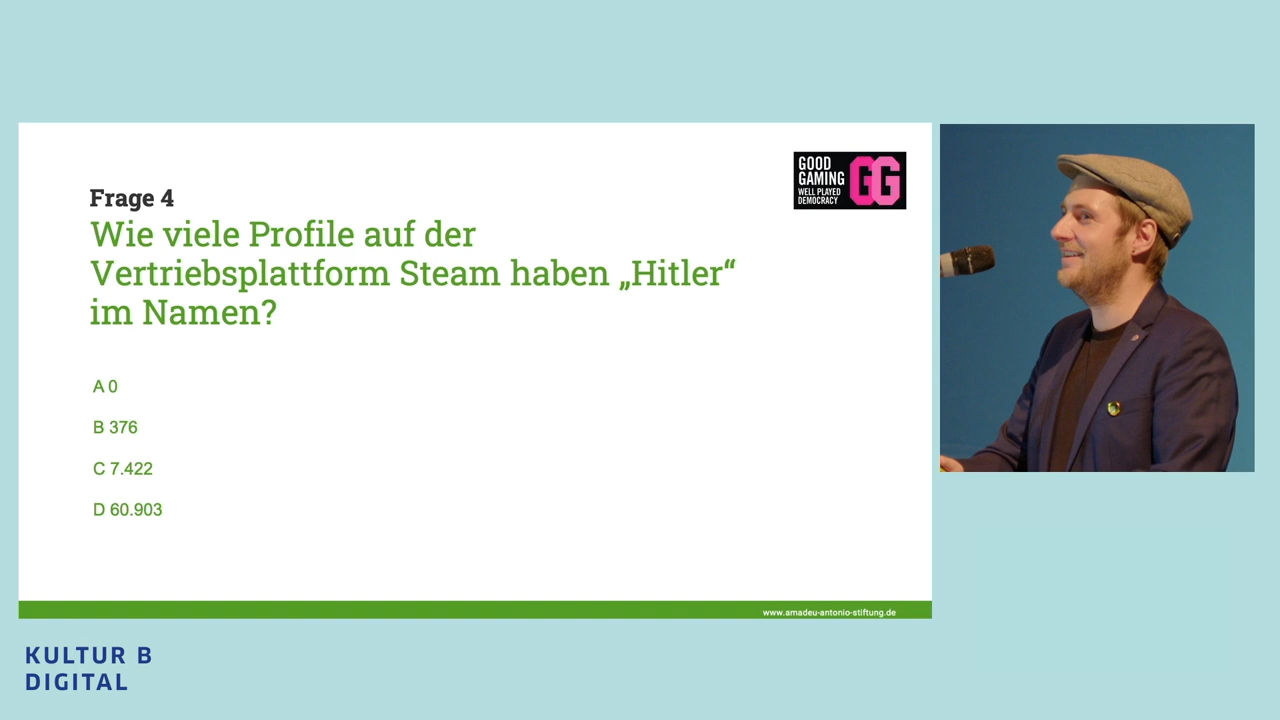 GOOD
GAMING
WELL PLAYED
DEMOCRACY
GG
Frage 4
Wie viele Profile auf der
Vertriebsplattform Steam haben „Hitler“
im Namen?
A 0
B 376
C 7.422
D 60.903
www.amadeu-antonio-stiftung.de
KULTUR B
DIGITAL